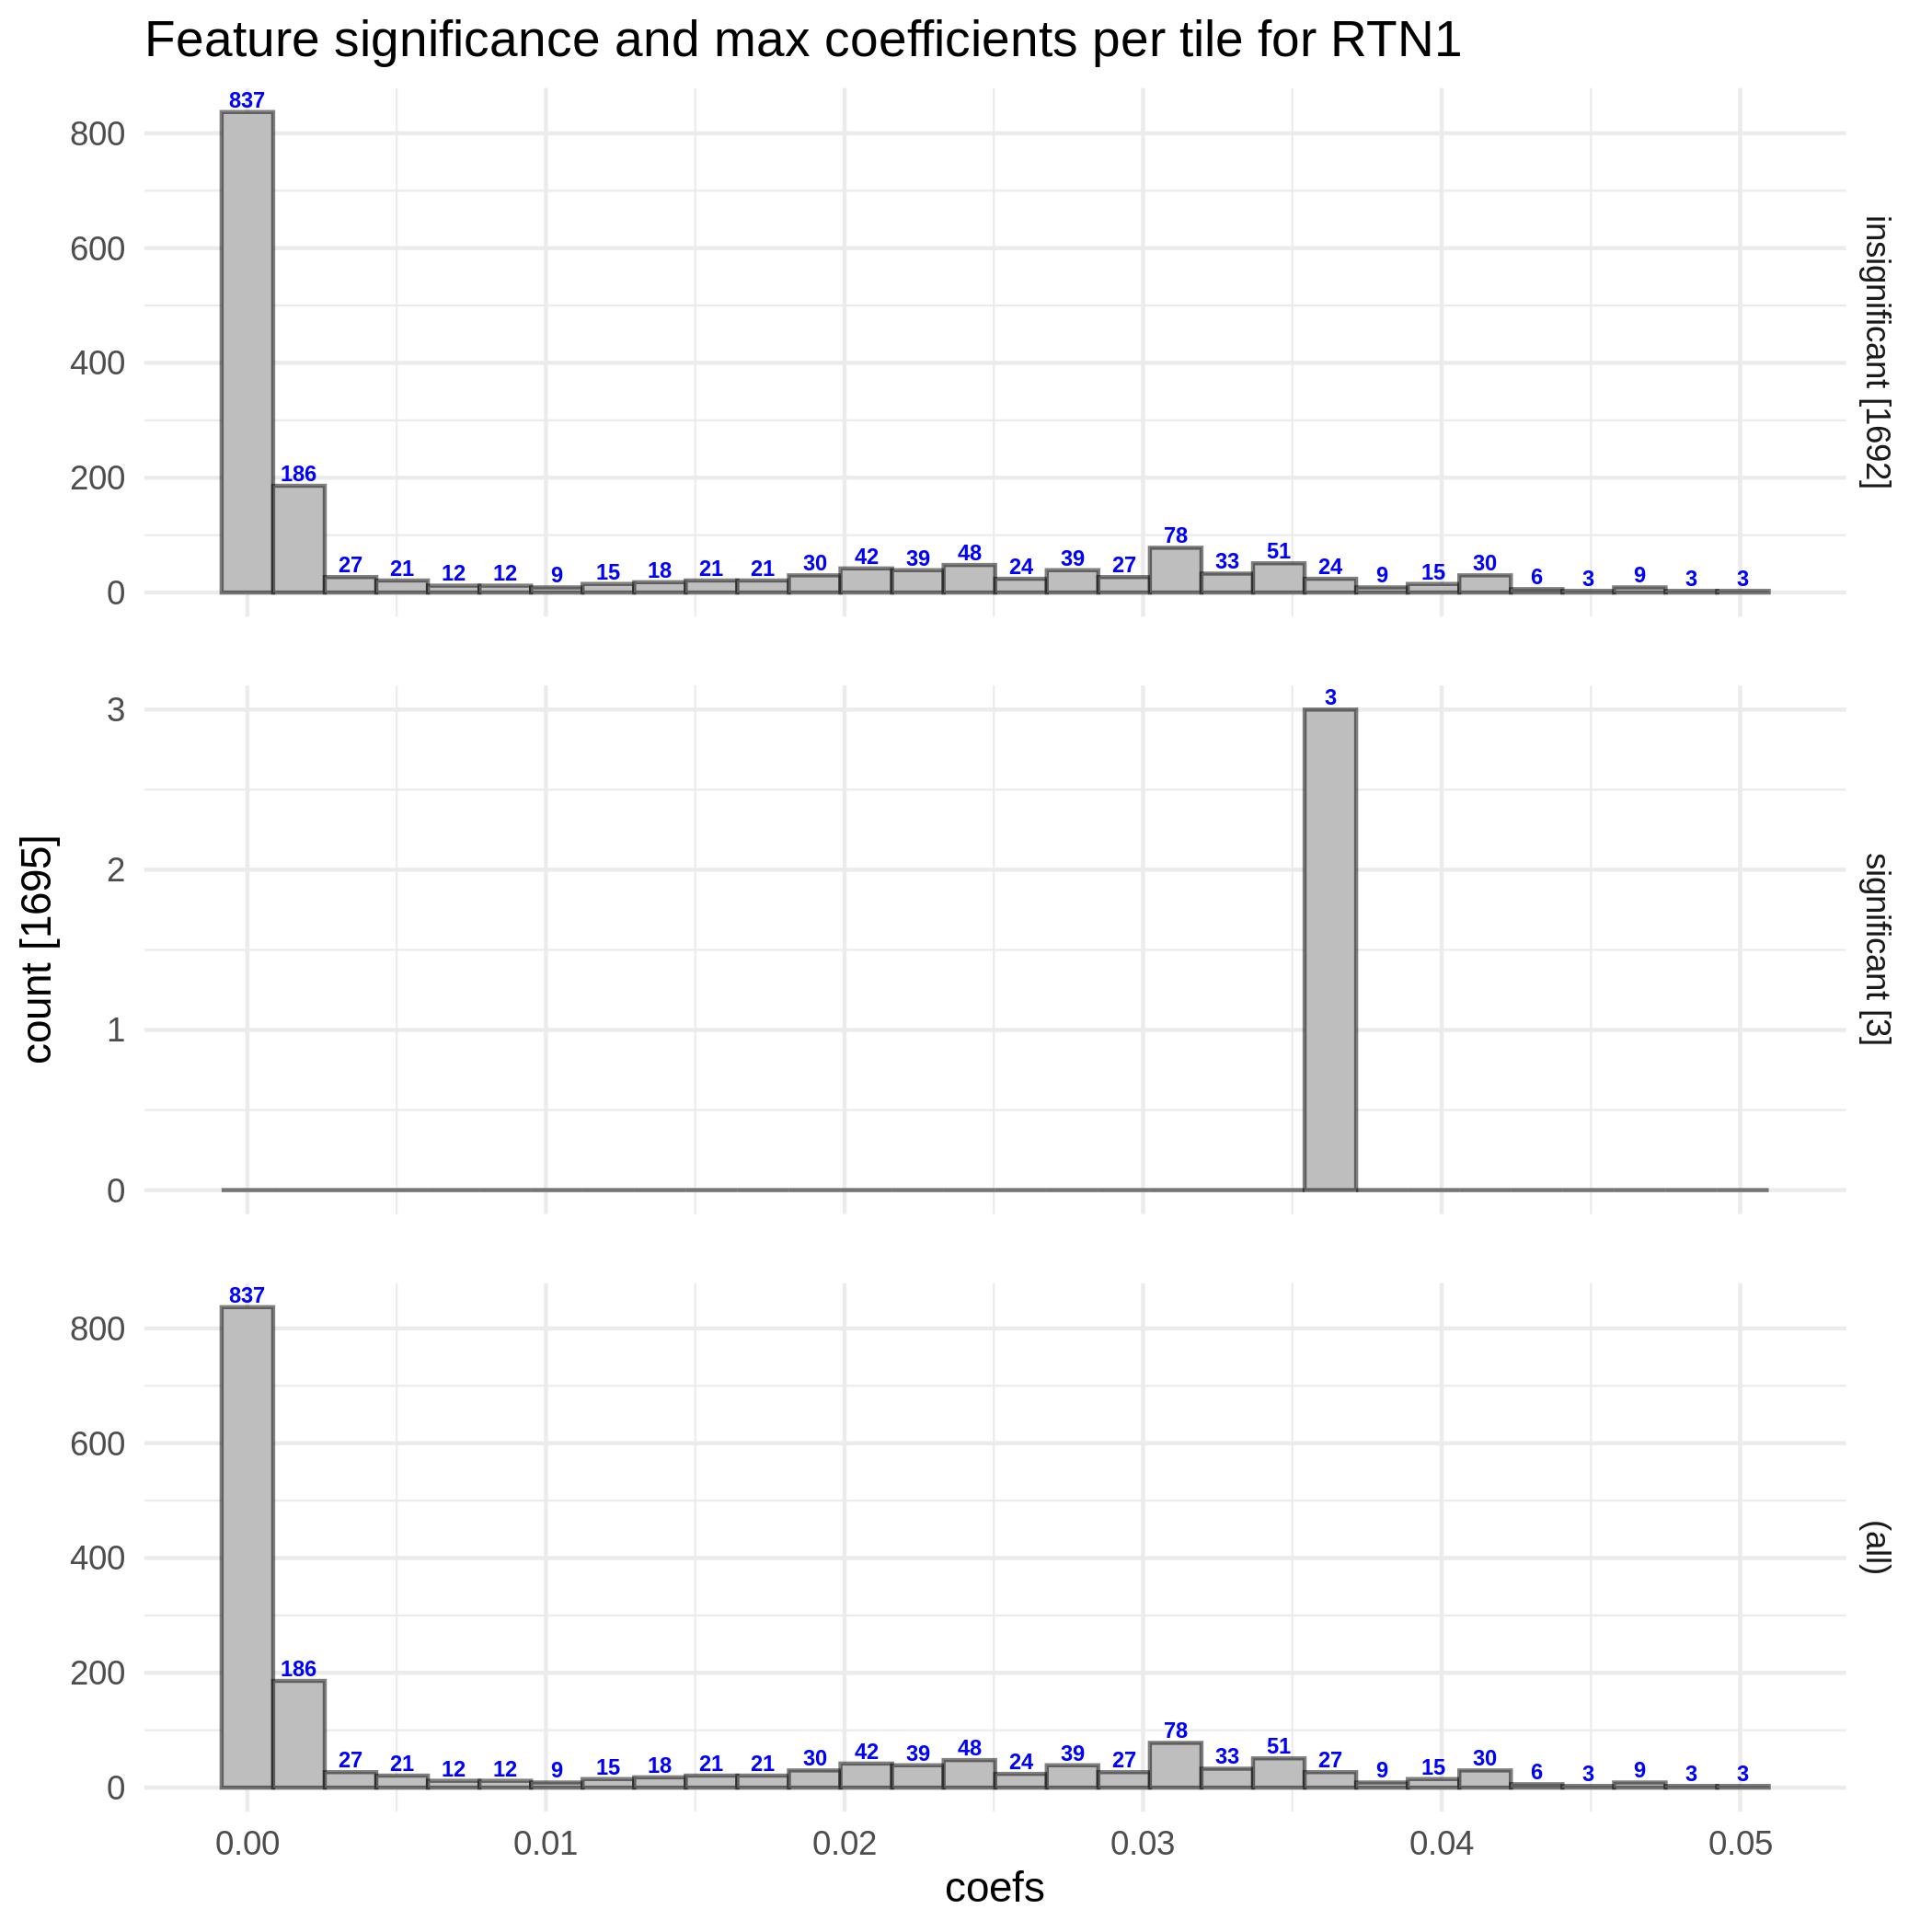 Feature significance and max coefficients per tile for RTN1
837
800
600
400
200
0
186
27 21 12 12 9 15 18 21 21 30 42 39 48 24 39 27 78 33 51 24 9 15 30 6 3 9 3 3
insignificant [1692]
count [1695]
3
2
1
0
3
significant [3]
837
800
600
400
200
0
186
27 21 12 12 9 15 18 21 21 30 42 39 48 24 39 27 78 33 51 27 9 15 30 6 3 9 3 3
(all)
0.00 0.01 0.02 0.03 0.04 0.05
coefs